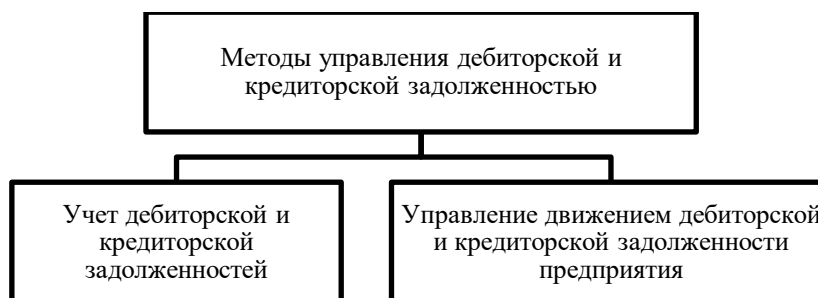 Методы управления дебиторской и
кредиторской задолженностью
Учет дебиторской и
кредиторской
задолженностей
Управление движением дебиторской
и кредиторской задолженности
предприятия